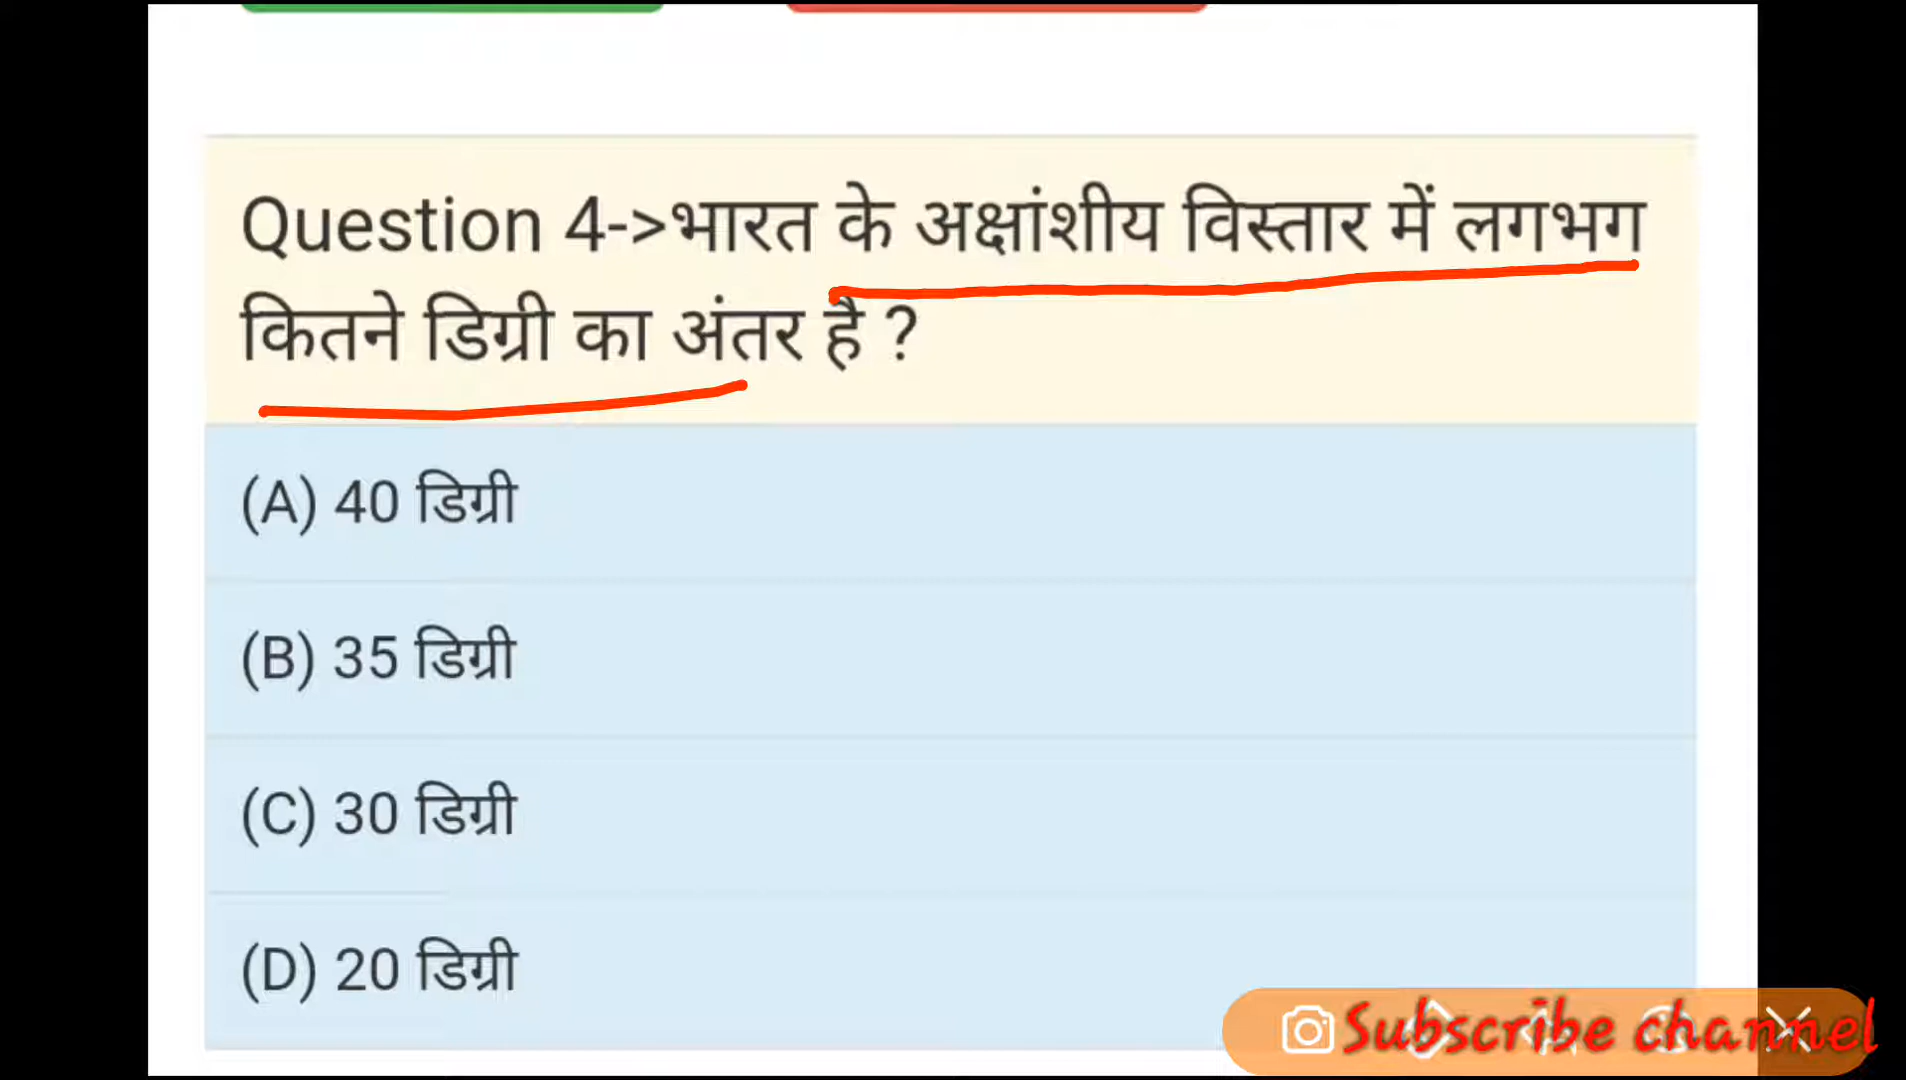 Question 4->भारत के अक्षांशीय विस्तार में लगभग
कितने डिग्री का अंतर है ?
(A) 40 डिग्री
(B) 35 डिग्री
(C) 30 डिग्री
(D) 20 डिग्री
Subscribe channel